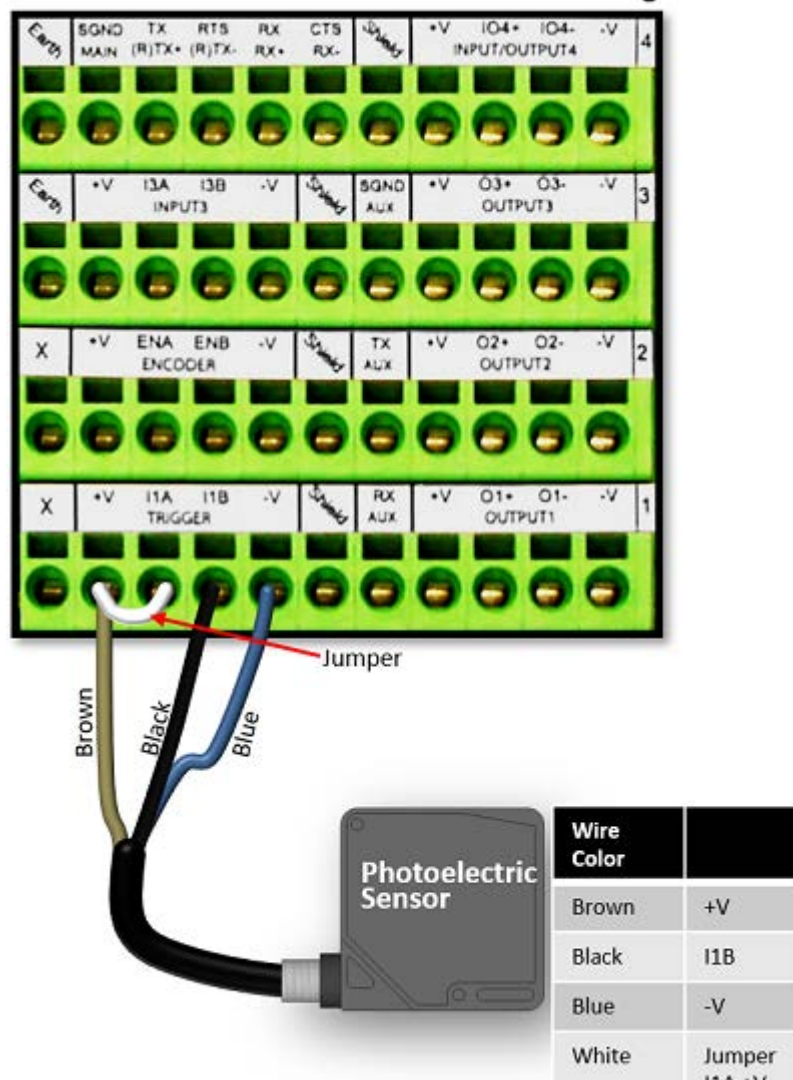 Earth SGND TX RTS RX CTS Shield +V IO4+ IO4- -V 4
MAIN (R)TX+ (R)TX- RX+ RX- INPUT/OUTPUT4
Earth +V I3A I3B -V Shield SGND +V O3+ O3- -V 3
INPUT3 AUX OUTPUT3
X +V ENA ENB -V Shield TX +V O2+ O2- -V 2
ENCODER AUX OUTPUT2
X +V I1A I1B -V Shield RX +V O1+ O1- -V 1
TRIGGER AUX OUTPUT1
Jumper
Brown
Black
Blue
Photoelectric
Sensor
Wire
Color
Brown +V
Black I1B
Blue -V
White Jumper